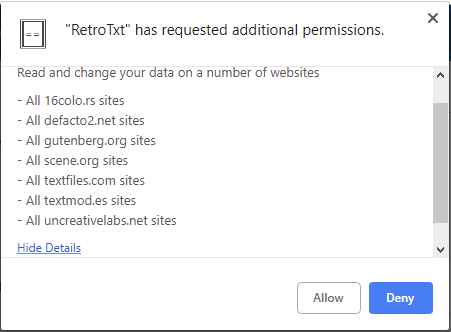 "RetroTxt" has requested additional permissions.
Read and change your data on a number of websites
- All 16colo.rs sites
- All defacto2.net sites
- All gutenberg.org sites
- All scene.org sites
- All textfiles.com sites
- All textmod.es sites
- All uncreativelabs.net sites
Hide Details
Allow Deny